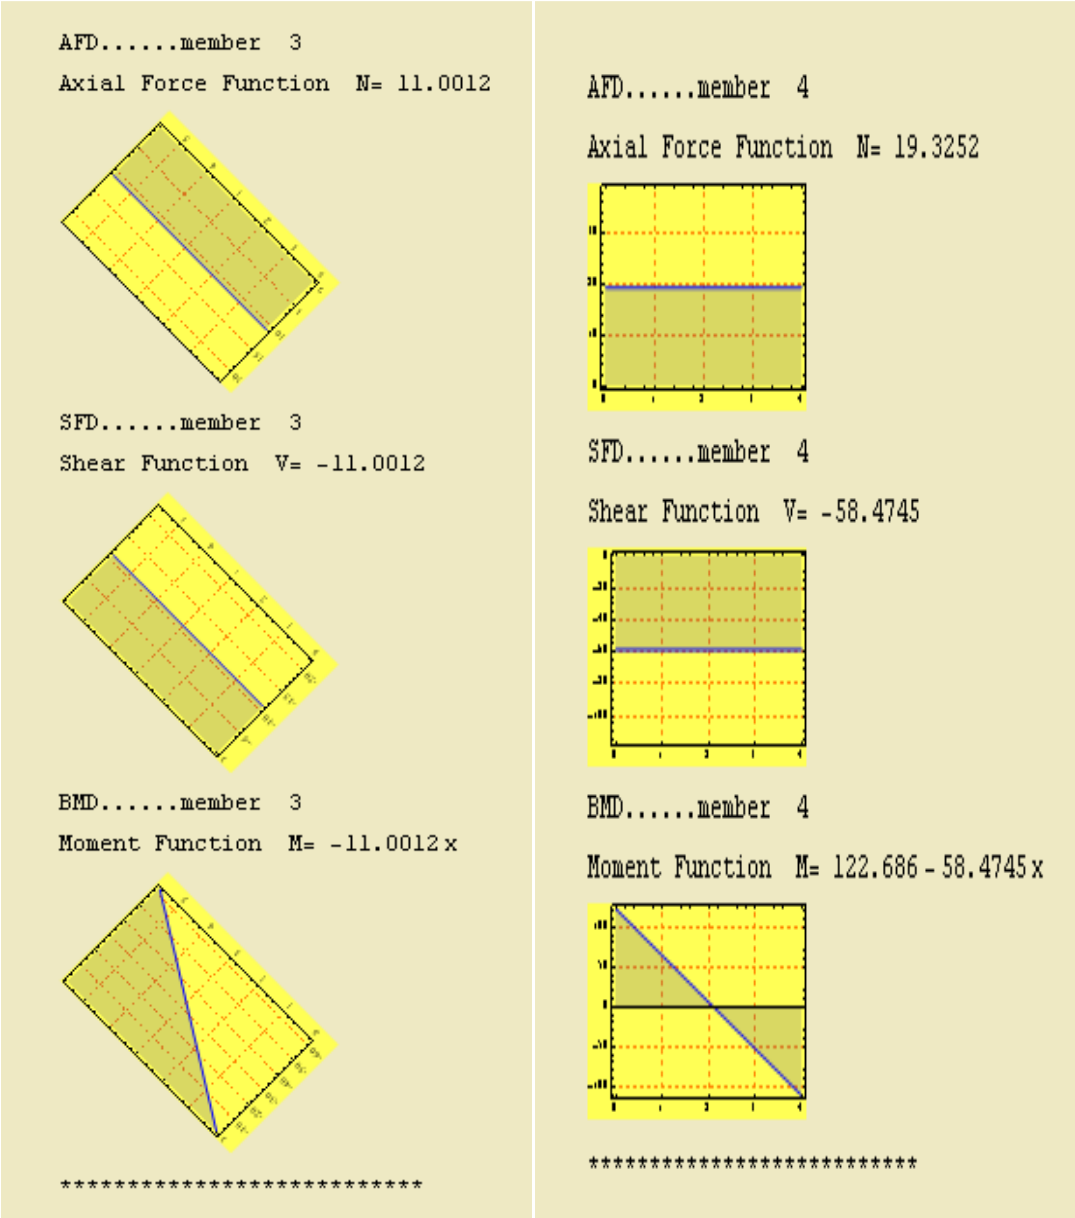 AFD......member 3
Axial Force Function N= 11.0012
SFD......member 3
Shear Function V= -11.0012
BMD......member 3
Moment Function M= -11.0012 x
***************************
AFD......member 4
Axial Force Function N= 19.3252
SFD......member 4
Shear Function V= -58.4745
BMD......member 4
Moment Function M= 122.686 - 58.4745 x
***************************